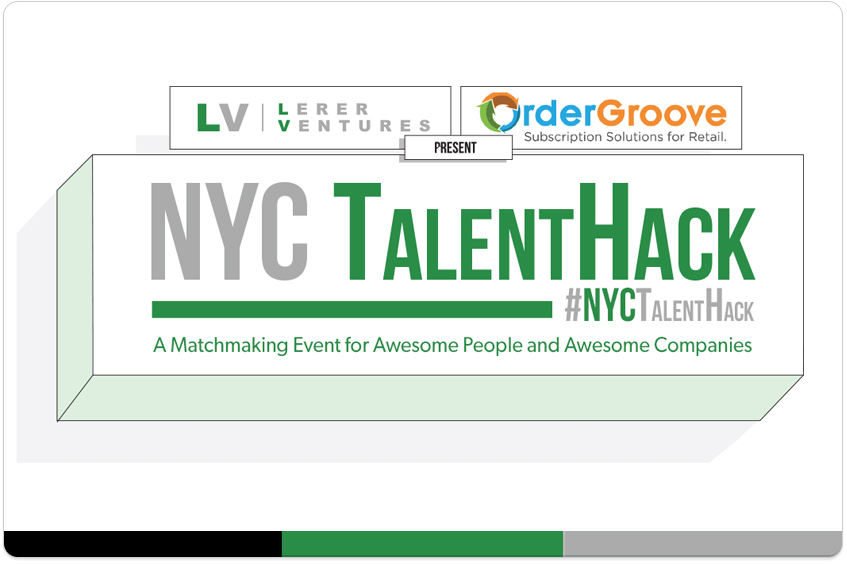 LV | LERER
VENTURES
OrderGroove
Subscription Solutions for Retail.
PRESENT
NYC TALENTHACK
#NYCTALENTHACK
A Matchmaking Event for Awesome People and Awesome Companies